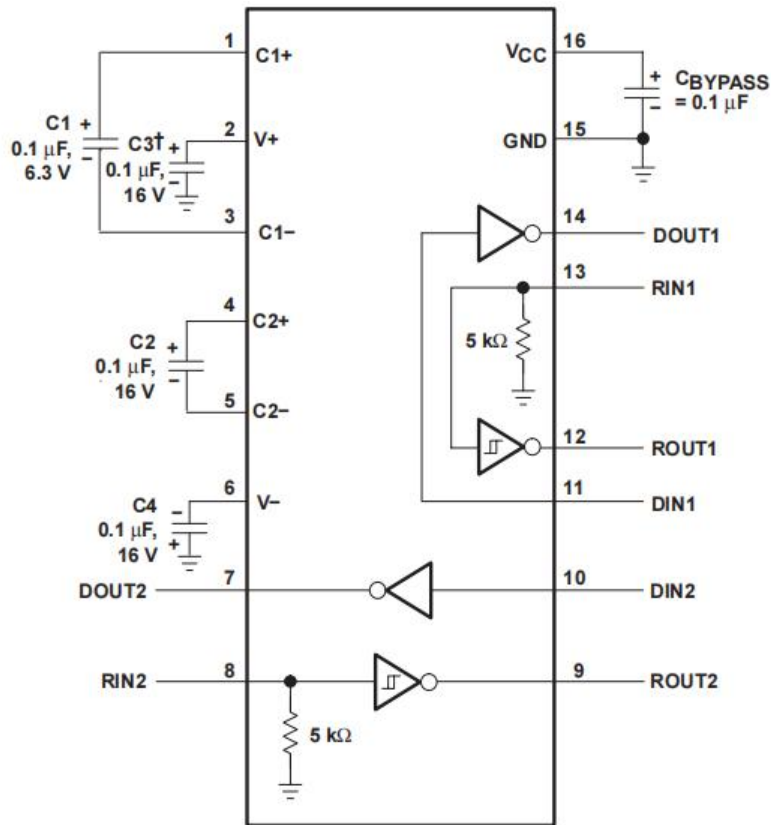 1
C1+
C1 +
0.1 μF,
6.3 V
−
2
V+
C3† +
0.1 μF,
16 V
−
3
C1−
4
C2+
C2 +
0.1 μF,
16 V
−
5
C2−
6
V−
C4 −
0.1 μF,
16 V
+
DOUT2
7
RIN2
8
5 kΩ
VCC
16
+
−
CBYPASS
= 0.1 μF
GND
15
14
DOUT1
13
RIN1
5 kΩ
12
ROUT1
11
DIN1
10
DIN2
9
ROUT2